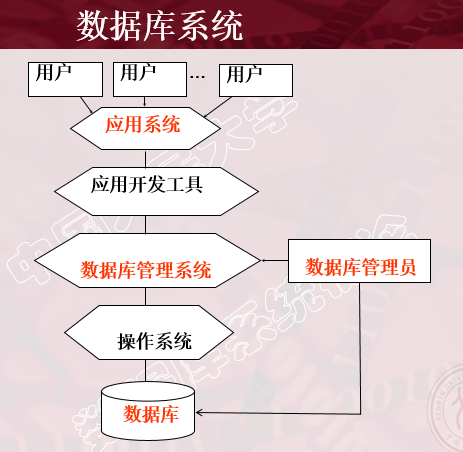 数据库系统
用户
用户
...
用户
应用系统
应用开发工具
数据库管理系统
数据库管理员
操作系统
数据库